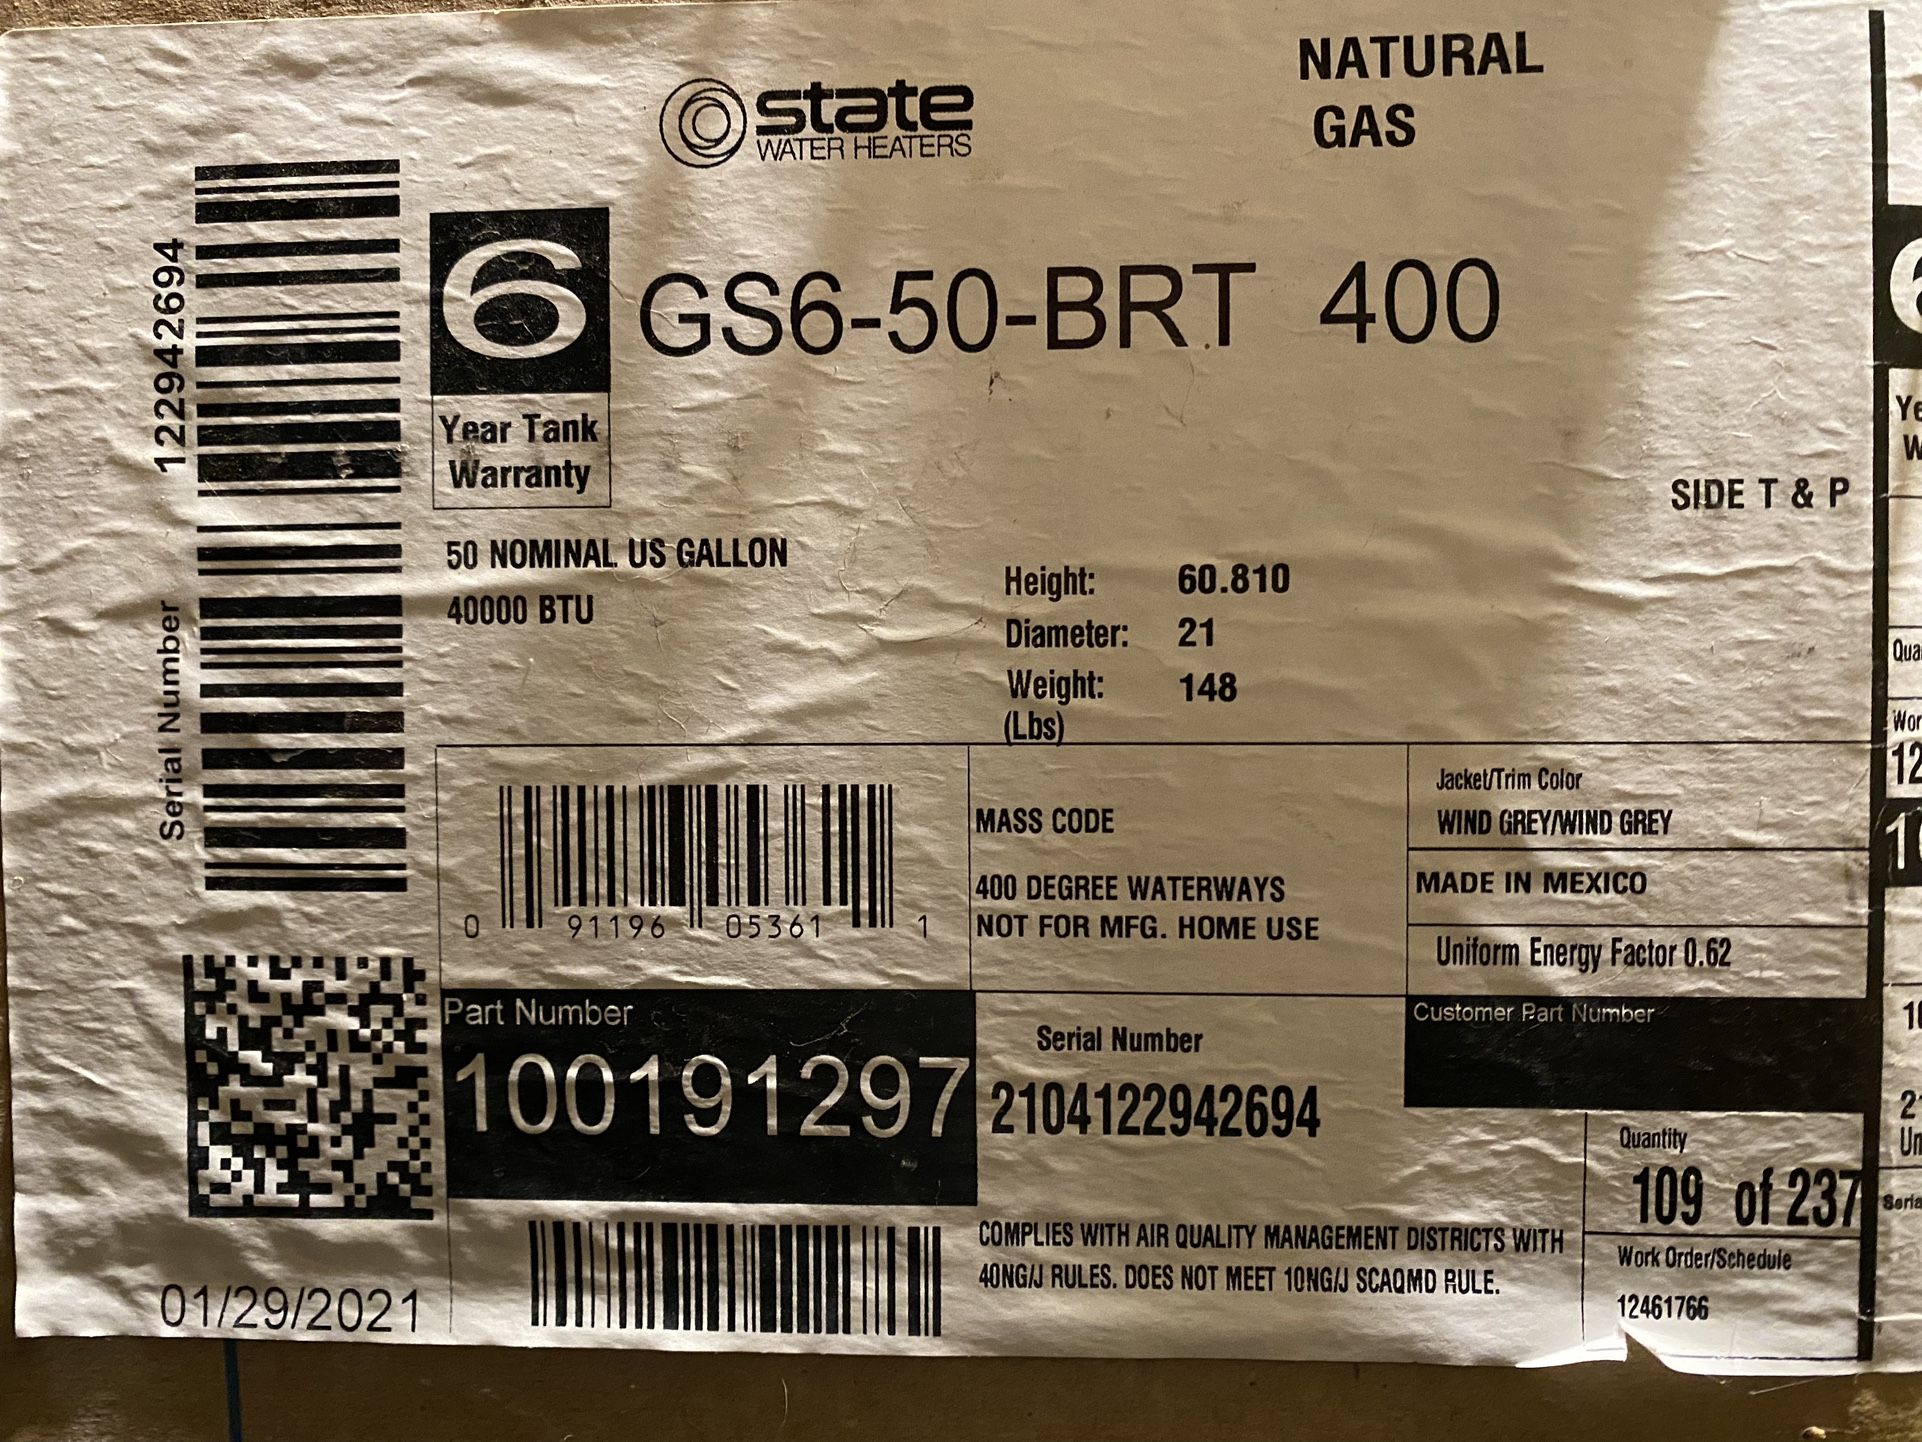 state
WATER HEATERS
NATURAL
GAS
122942694
Serial Number
6
Year Tank
Warranty
GS6-50-BRT 400
SIDE T & P
50 NOMINAL US GALLON
40000 BTU
Height: 60.810
Diameter: 21
Weight: 148
(Lbs)
0 91196 05361 1
MASS CODE
400 DEGREE WATERWAYS
NOT FOR MFG. HOME USE
Jacket/Trim Color
WIND GREY/WIND GREY
MADE IN MEXICO
Uniform Energy Factor 0.62
Part Number
100191297
Serial Number
2104122942694
Customer Part Number
Quantity
109 of 237
Work Order/Schedule
12461766
COMPLIES WITH AIR QUALITY MANAGEMENT DISTRICTS WITH
40NG/J RULES. DOES NOT MEET 10NG/J SCAQMD RULE.
01/29/2021